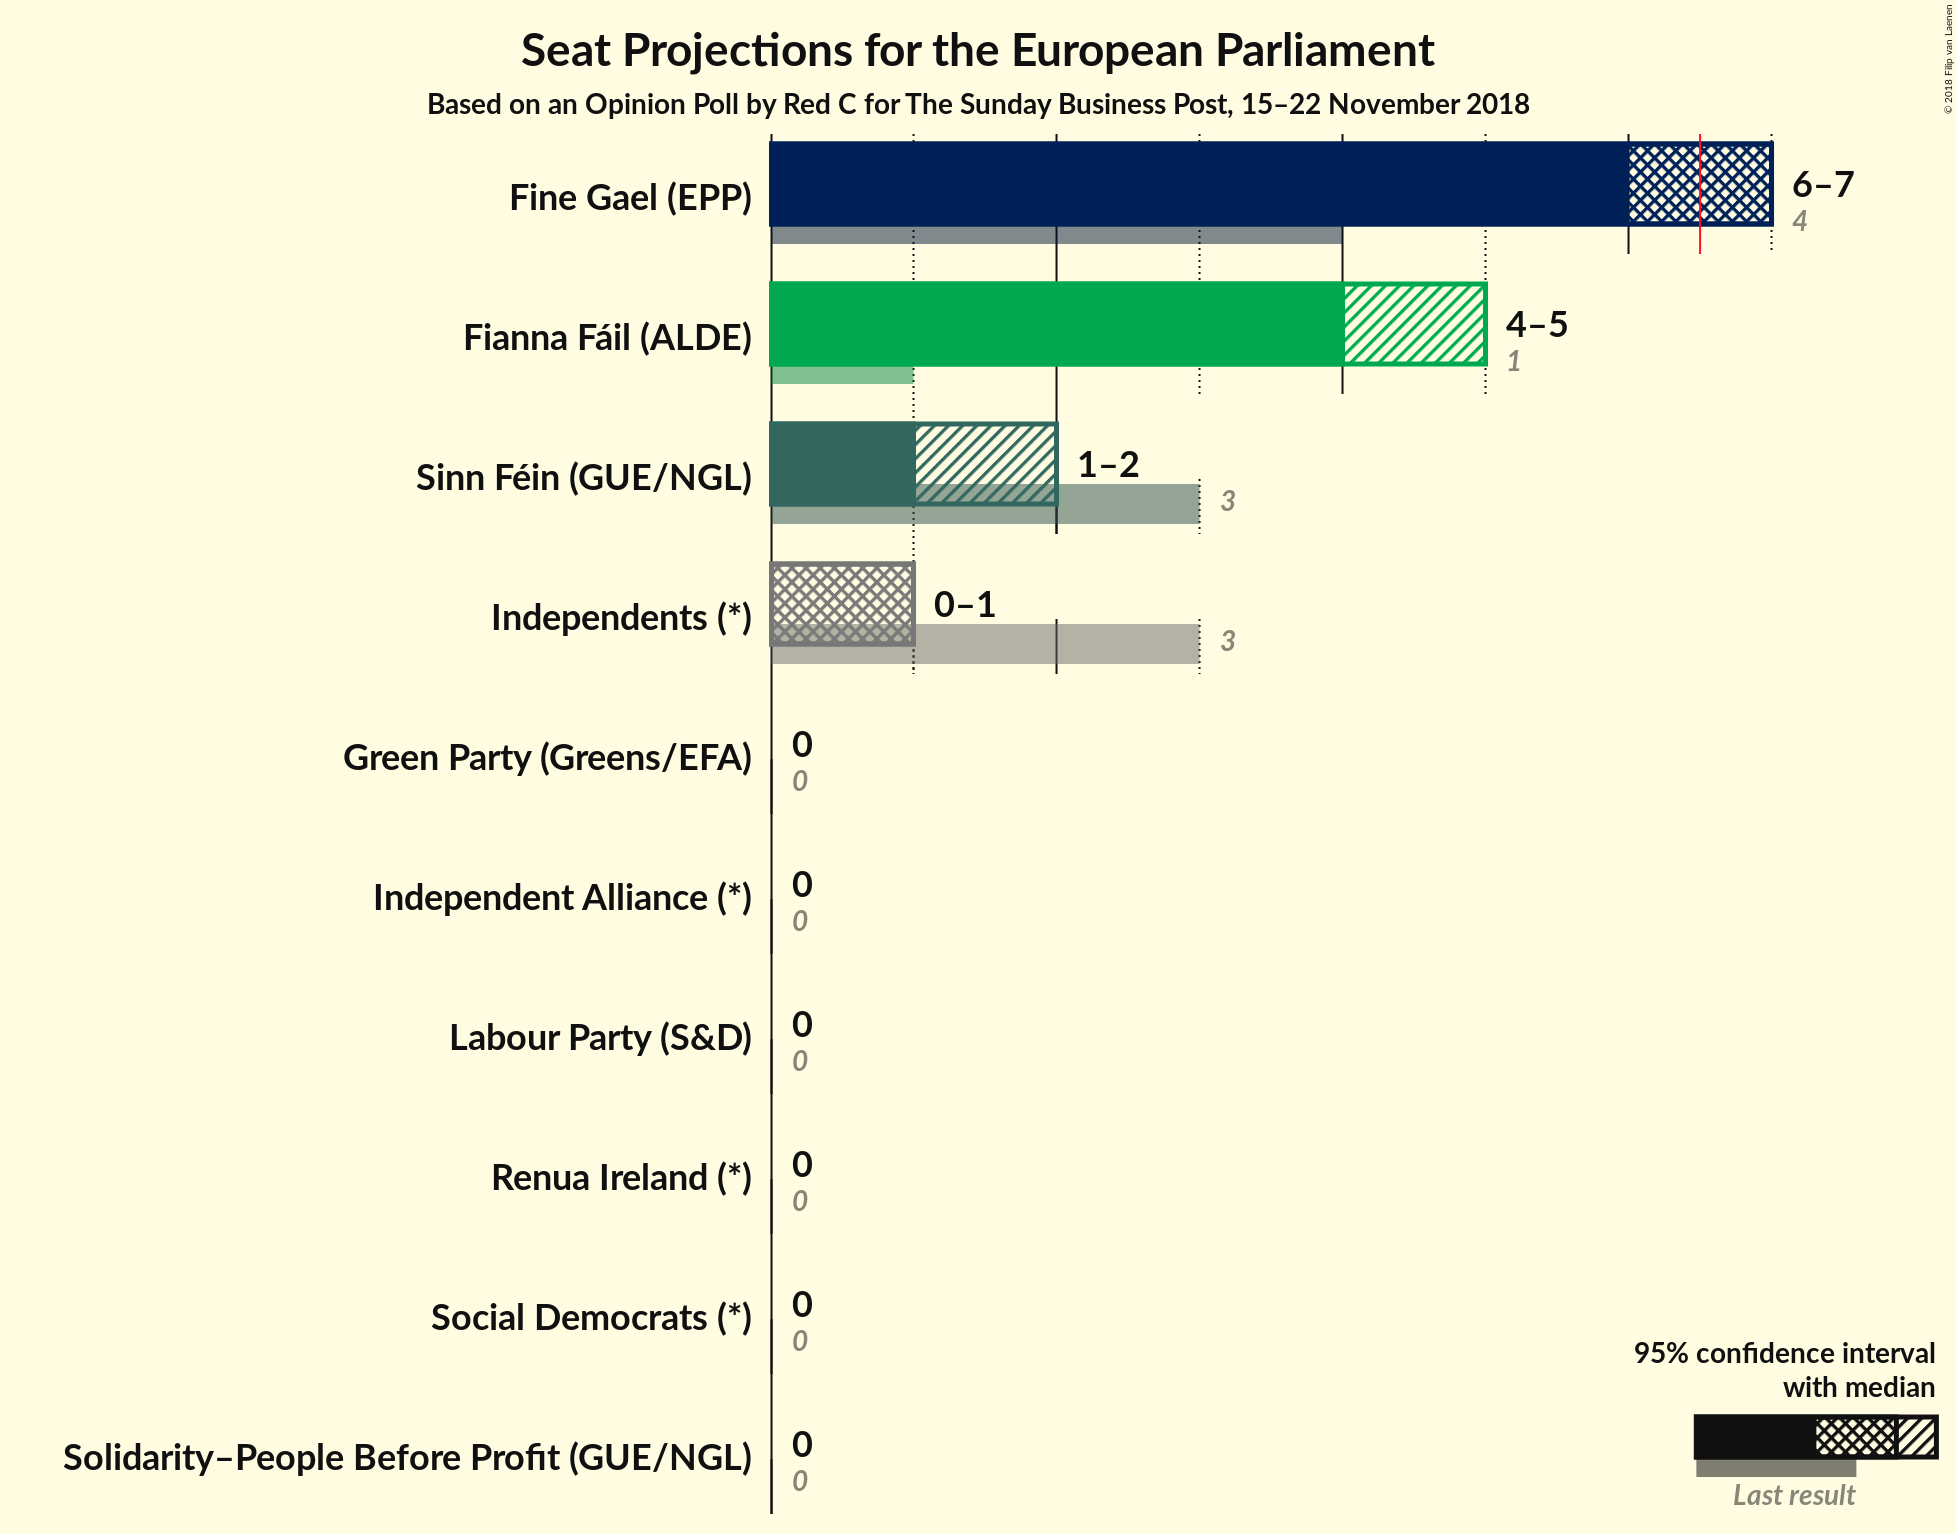 Seat Projections for the European Parliament
Based on an Opinion Poll by Red C for The Sunday Business Post, 15–22 November 2018
© 2018 Filip van Laenen
Fine Gael (EPP)
6–7
4
Fianna Fáil (ALDE)
4–5
1
Sinn Féin (GUE/NGL)
1–2
3
Independents (*)
0–1
3
Green Party (Greens/EFA)
0
0
Independent Alliance (*)
0
0
Labour Party (S&D)
0
0
Renua Ireland (*)
0
0
Social Democrats (*)
0
0
Solidarity–People Before Profit (GUE/NGL)
0
0
95% confidence interval
with median
Last result